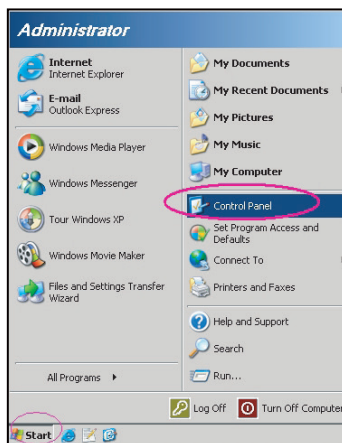 Administrator
Internet
Internet Explorer
E-mail
Outlook Express
Windows Media Player
Windows Messenger
Tour Windows XP
Windows Movie Maker
Files and Settings Transfer
Wizard
All Programs
My Documents
My Recent Documents
My Pictures
My Music
My Computer
Control Panel
Set Program Access and
Defaults
Connect To
Printers and Faxes
Help and Support
Search
Run...
Log Off
Turn Off Computer
Start